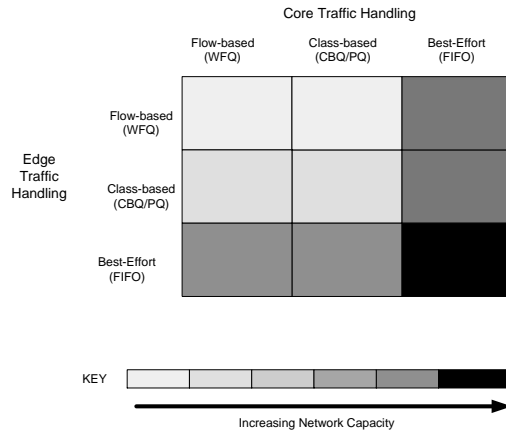 Core Traffic Handling
Flow-based Class-based Best-Effort
(WFQ) (CBQ/PQ) (FIFO)
Flow-based
(WFQ)
Edge
Traffic
Handling
Class-based
(CBQ/PQ)
Best-Effort
(FIFO)
KEY
Increasing Network Capacity